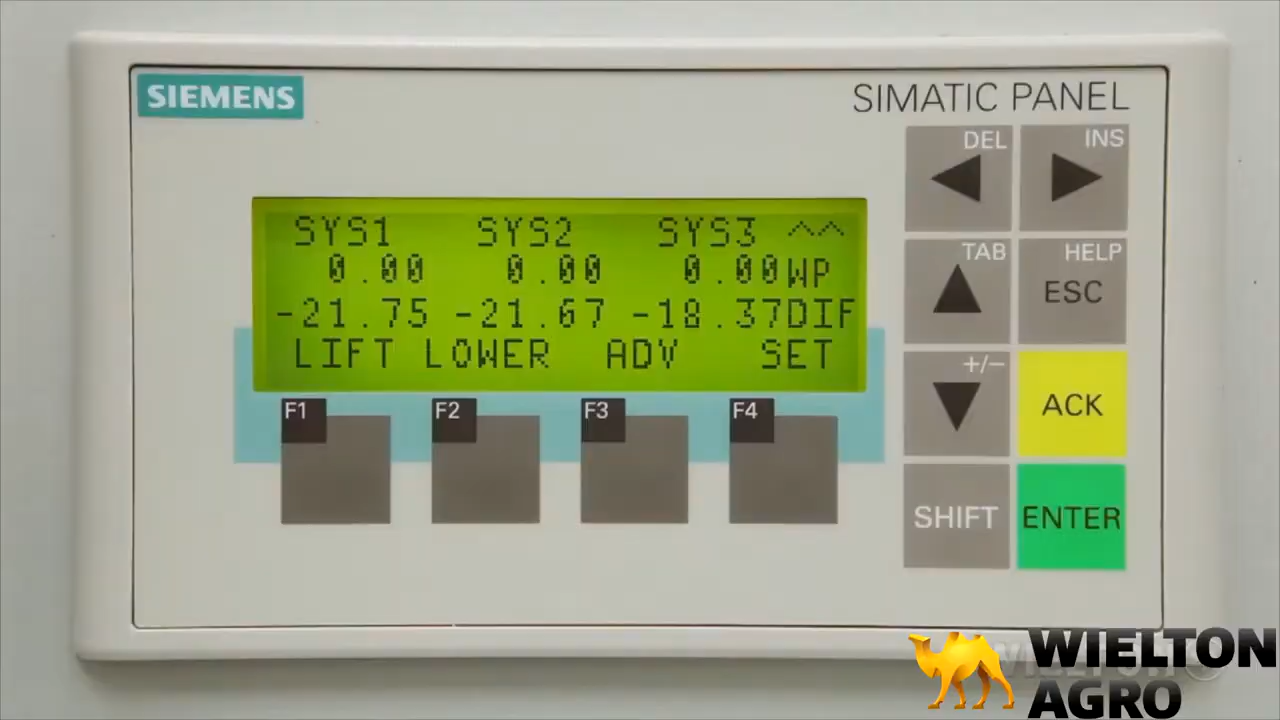 SIEMENS
SIMATIC PANEL
DEL
INS
SYS1 SYS2 SYS3 ^^
0.00 0.00 0.00WP
-21.75 -21.67 -18.37DIF
LIFT LOWER ADV SET
TAB
HELP
ESC
+/−
ACK
F1 F2 F3 F4
SHIFT
ENTER
WIELTON
AGRO